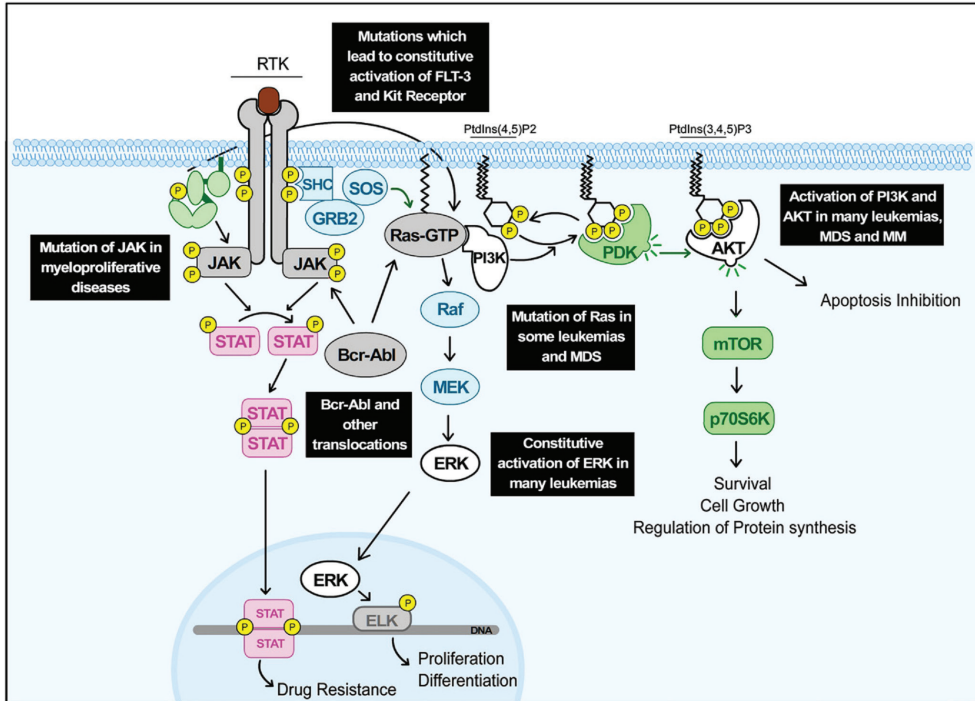 Mutations which
lead to constitutive
activation of FLT-3
and Kit Receptor
RTK
PtdIns(4,5)P2
PtdIns(3,4,5)P3
P
P
P
P
P
P
SHC
SOS
GRB2
Ras-GTP
PI3K
P
P
P
P
P
P
PDK
P
P
P
AKT
Activation of PI3K and
AKT in many leukemias,
MDS and MM
Mutation of JAK in
myeloproliferative
diseases
P
JAK
P
JAK
P
P
Apoptosis Inhibition
Raf
Mutation of Ras in
some leukemias
and MDS
P
STAT
P
STAT
Bcr-Abl
mTOR
MEK
Bcr-Abl and
other
translocations
STAT
P
P
STAT
p70S6K
ERK
Constitutive
activation of ERK in
many leukemias
Survival
Cell Growth
Regulation of Protein synthesis
ERK
P
ELK
STAT
P
P
STAT
DNA
Proliferation
Differentiation
Drug Resistance